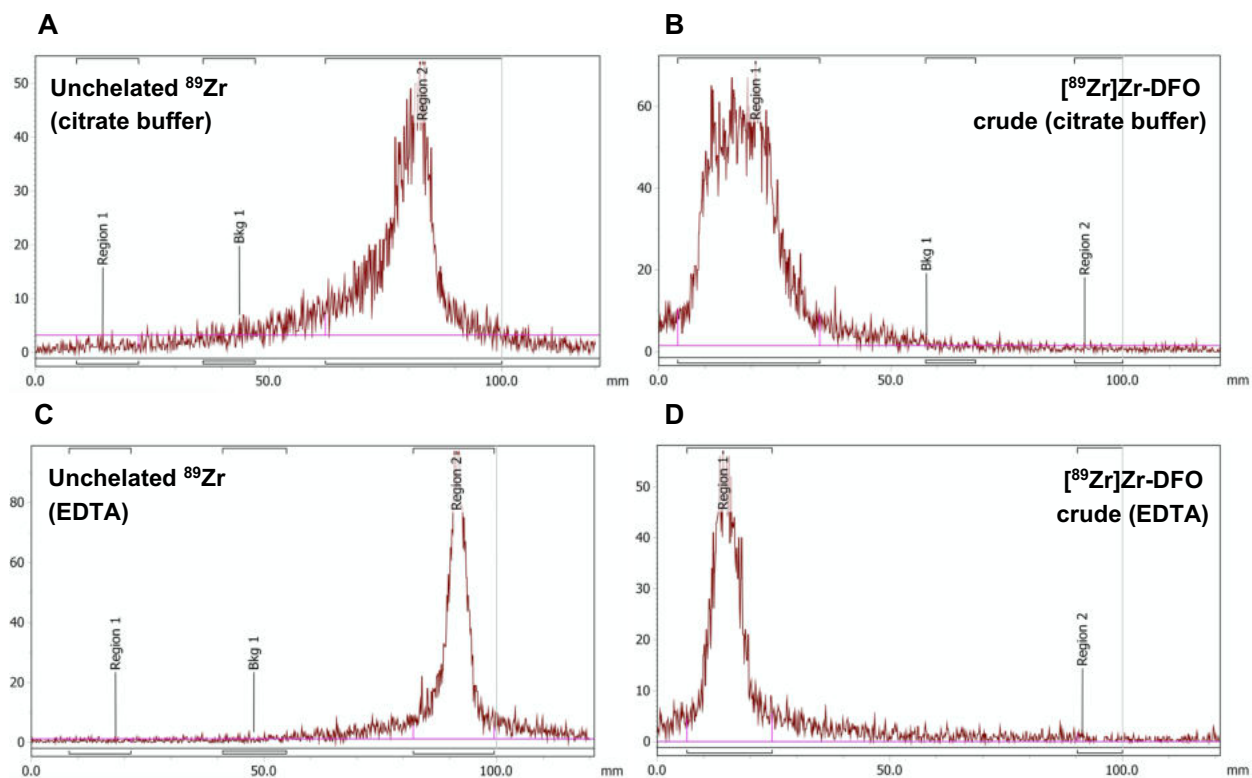 A
Unchelated ⁸⁹Zr
(citrate buffer)
50
40
30
20
10
0
Region 1
Bkg 1
Region 2
0.0
50.0
100.0
mm
B
[⁸⁹Zr]Zr-DFO
crude (citrate buffer)
60
40
20
0
Region 1
Bkg 1
Region 2
0.0
50.0
100.0
mm
C
Unchelated ⁸⁹Zr
(EDTA)
80
60
40
20
0
Region 1
Bkg 1
Region 2
0.0
50.0
100.0
mm
D
[⁸⁹Zr]Zr-DFO
crude (EDTA)
50
40
30
20
10
0
Region 1
Region 2
0.0
50.0
100.0
mm